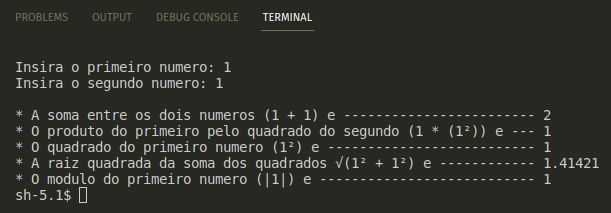 PROBLEMS OUTPUT DEBUG CONSOLE TERMINAL
Insira o primeiro numero: 1
Insira o segundo numero: 1
* A soma entre os dois numeros (1 + 1) e ------------------------ 2
* O produto do primeiro pelo quadrado do segundo (1 * (1²)) e --- 1
* O quadrado do primeiro numero (1²) e -------------------------- 1
* A raiz quadrada da soma dos quadrados √(1² + 1²) e ------------ 1.41421
* O modulo do primeiro numero (|1|) e --------------------------- 1
sh-5.1$